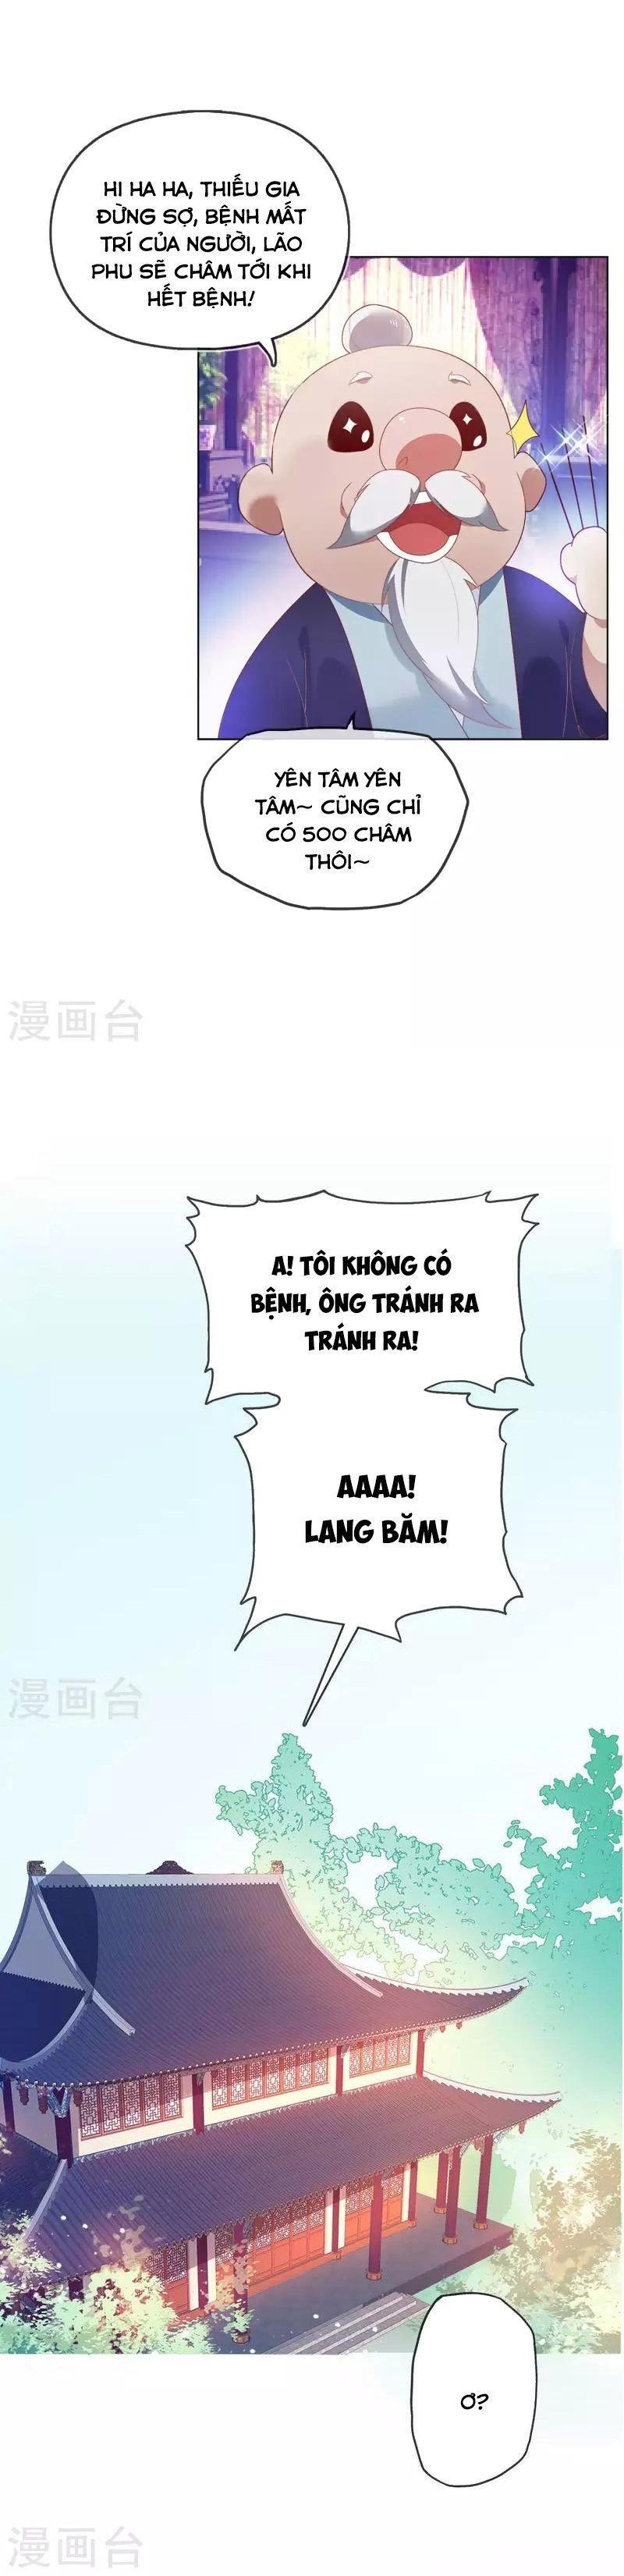 HI HA HA, THIẾU GIA
ĐỪNG SỢ, BỆNH MẤT
TRÍ CỦA NGƯỜI, LÃO
PHU SẼ CHÂM TỚI KHI
HẾT BỆNH!
YÊN TÂM YÊN
TÂM~ CŨNG CHỈ
CÓ 500 CHÂM
THÔI~
漫画台
A! TÔI KHÔNG CÓ
BỆNH, ÔNG TRÁNH RA
TRÁNH RA!
AAAA!
LANG BĂM!
漫画台
Ơ?
漫画台